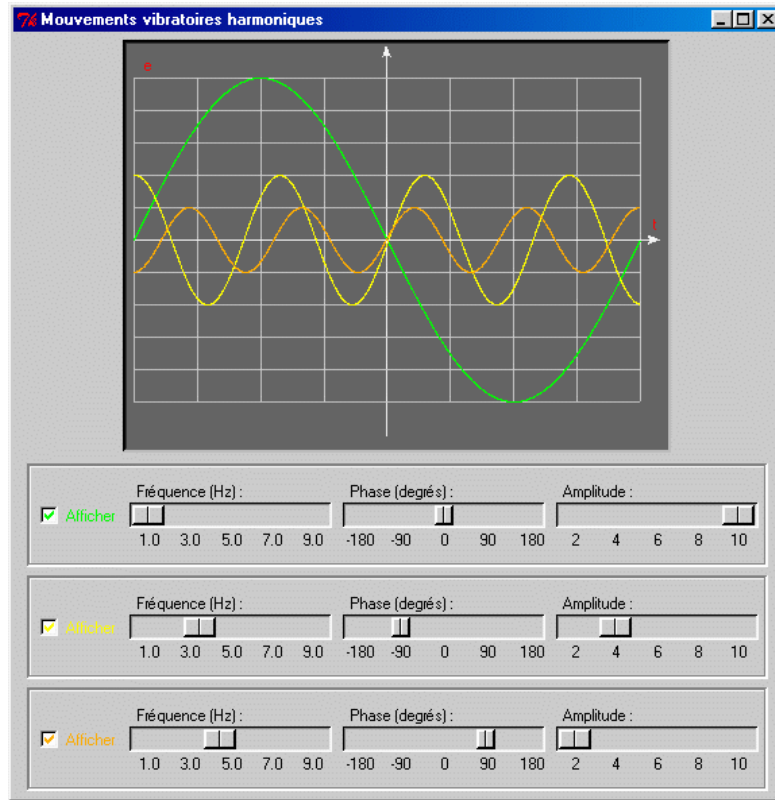 Mouvements vibratoires harmoniques
e
t
Fréquence (Hz) : Phase (degrés) : Amplitude :
Afficher
1.0 3.0 5.0 7.0 9.0 -180 -90 0 90 180 2 4 6 8 10
Fréquence (Hz) : Phase (degrés) : Amplitude :
Afficher
1.0 3.0 5.0 7.0 9.0 -180 -90 0 90 180 2 4 6 8 10
Fréquence (Hz) : Phase (degrés) : Amplitude :
Afficher
1.0 3.0 5.0 7.0 9.0 -180 -90 0 90 180 2 4 6 8 10